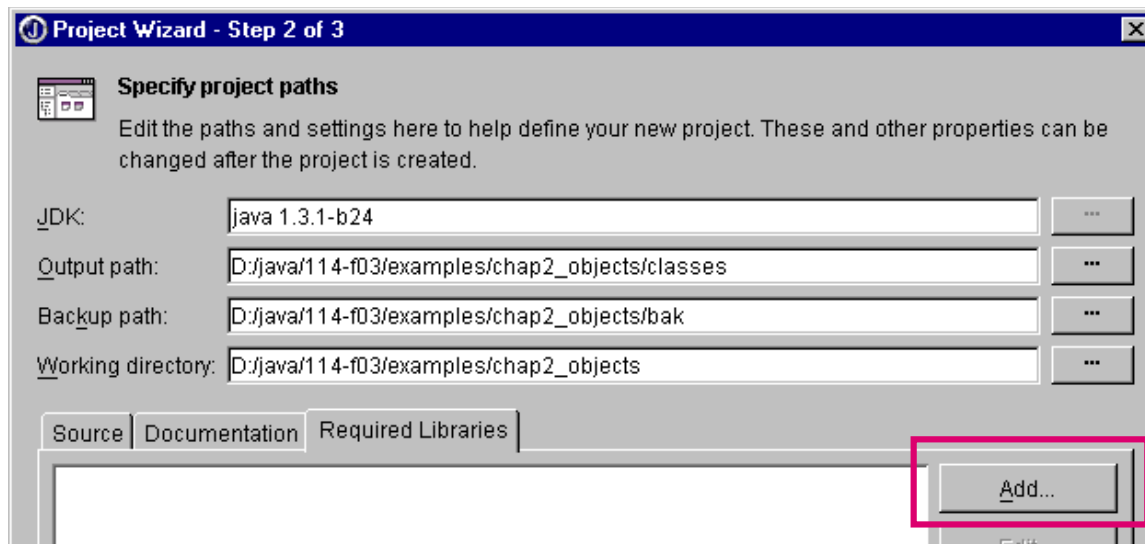 Project Wizard - Step 2 of 3
Specify project paths
Edit the paths and settings here to help define your new project. These and other properties can be
changed after the project is created.
JDK: java 1.3.1-b24 ...
Output path: D:/java/114-f03/examples/chap2_objects/classes ...
Backup path: D:/java/114-f03/examples/chap2_objects/bak ...
Working directory: D:/java/114-f03/examples/chap2_objects ...
Source Documentation Required Libraries
Add...